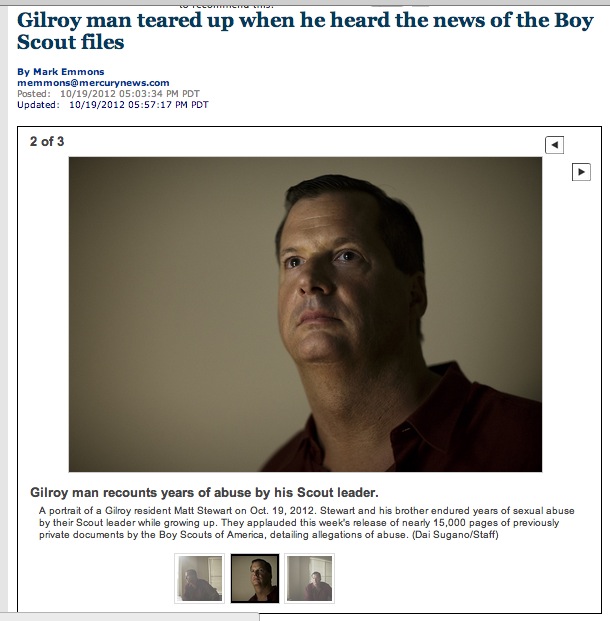 to recommend this!
Gilroy man teared up when he heard the news of the Boy
Scout files
By Mark Emmons
memmons@mercurynews.com
Posted: 10/19/2012 05:03:34 PM PDT
Updated: 10/19/2012 05:57:17 PM PDT
2 of 3
Gilroy man recounts years of abuse by his Scout leader.
A portrait of a Gilroy resident Matt Stewart on Oct. 19, 2012. Stewart and his brother endured years of sexual abuse
by their Scout leader while growing up. They applauded this week's release of nearly 15,000 pages of previously
private documents by the Boy Scouts of America, detailing allegations of abuse. (Dai Sugano/Staff)